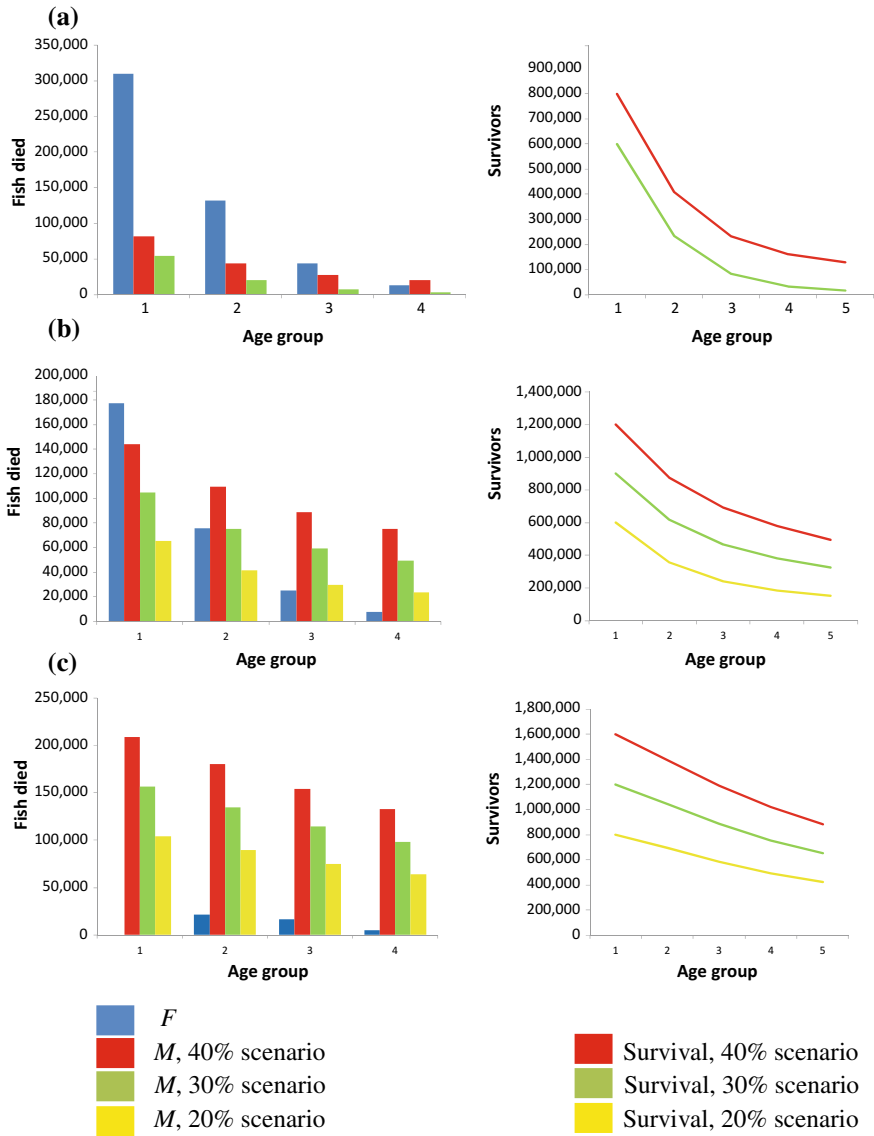 (a)
350,000
300,000
250,000
200,000
150,000
100,000
50,000
0
Fish died
1 2 3 4
Age group
900,000
800,000
700,000
600,000
500,000
400,000
300,000
200,000
100,000
0
Survivors
1 2 3 4 5
Age group
(b)
200,000
180,000
160,000
140,000
120,000
100,000
80,000
60,000
40,000
20,000
0
Fish died
1 2 3 4
Age group
1,400,000
1,200,000
1,000,000
800,000
600,000
400,000
200,000
0
Survivors
1 2 3 4 5
Age group
(c)
250,000
200,000
150,000
100,000
50,000
0
Fish died
1 2 3 4
Age group
1,800,000
1,600,000
1,400,000
1,200,000
1,000,000
800,000
600,000
400,000
200,000
0
Survivors
1 2 3 4 5
Age group
F
M, 40% scenario
M, 30% scenario
M, 20% scenario
Survival, 40% scenario
Survival, 30% scenario
Survival, 20% scenario